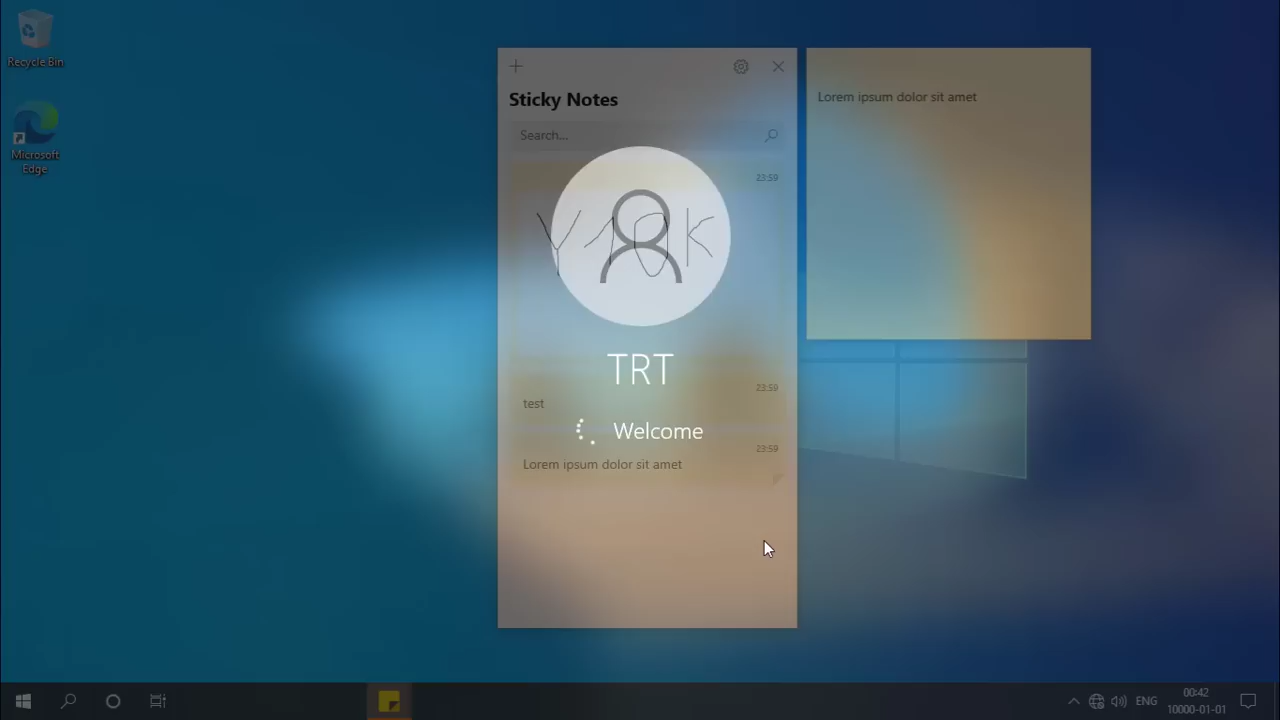 Recycle Bin
Microsoft
Edge
Sticky Notes
Search...
23:59
Y10K
TRT
23:59
test
Welcome
23:59
Lorem ipsum dolor sit amet
Lorem ipsum dolor sit amet
ENG
00:42
10000-01-01